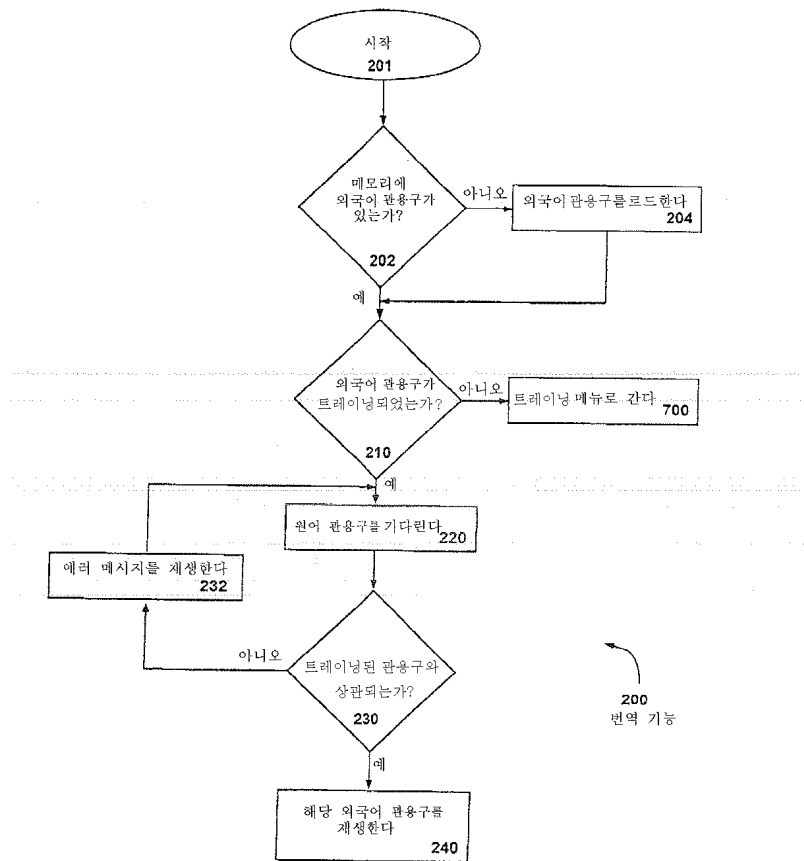 시작
201
메모리에
외국어 관용구가
있는가?
202
아니오
외국어 관용구를로드한다
204
예
외국어 관용구가
트레이닝되었는가?
210
아니오
트레이닝 메뉴로 간다
700
예
원어 관용구를기다린다
220
에러 메시지를 재생한다
232
아니오
트레이닝된 관용구와
상관되는가?
230
200
번역 기능
예
해당 외국어 관용구를
재생한다
240